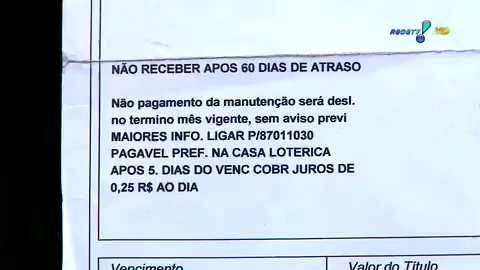 REDETV! HD
NÃO RECEBER APOS 60 DIAS DE ATRASO
Não pagamento da manutenção será desl.
no termino mês vigente, sem aviso previ
MAIORES INFO. LIGAR P/87011030
PAGAVEL PREF. NA CASA LOTERICA
APOS 5. DIAS DO VENC COBR JUROS DE
0,25 R$ AO DIA
Vencimento
Valor do Título